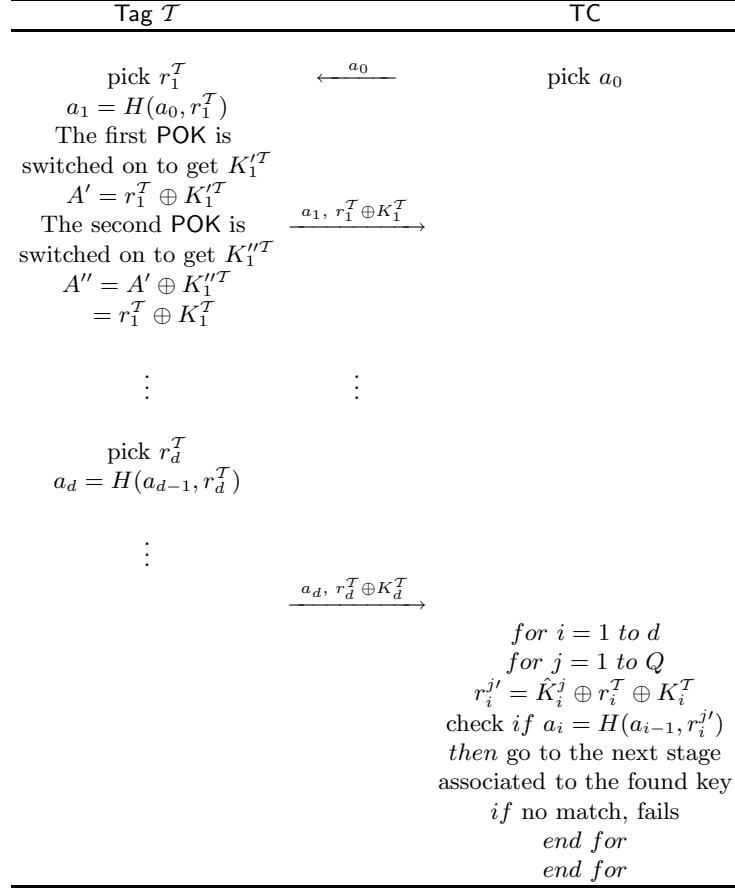 Tag 𝒯 TC
pick r_1^𝒯 ←a_0 pick a_0
a_1 = H(a_0, r_1^𝒯)
The first POK is
switched on to get K_1'^𝒯
A' = r_1^𝒯 ⊕ K_1'^𝒯
The second POK is a_1, r_1^𝒯 ⊕K_1^𝒯 →
switched on to get K_1''^𝒯
A'' = A' ⊕ K_1''^𝒯
= r_1^𝒯 ⊕ K_1^𝒯
⋮ ⋮
pick r_d^𝒯
a_d = H(a_{d−1}, r_d^𝒯)
⋮
a_d, r_d^𝒯 ⊕K_d^𝒯 →
for i = 1 to d
for j = 1 to Q
r_i^{j'} = K̂_i^j ⊕ r_i^𝒯 ⊕ K_i^𝒯
check if a_i = H(a_{i−1}, r_i^{j'})
then go to the next stage
associated to the found key
if no match, fails
end for
end for